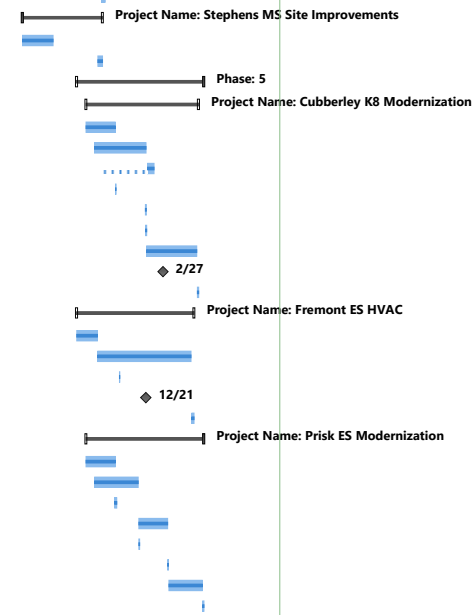 Project Name: Stephens MS Site Improvements
Phase: 5
Project Name: Cubberley K8 Modernization
2/27
Project Name: Fremont ES HVAC
12/21
Project Name: Prisk ES Modernization